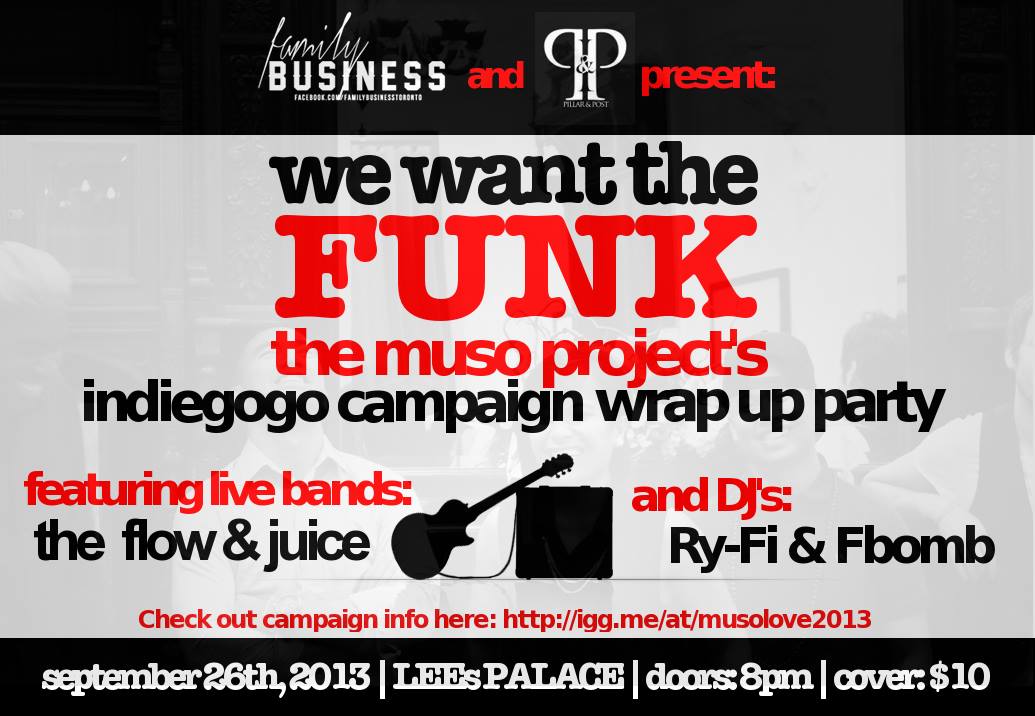 family
BUSINESS
FACEBOOK.COM/FAMILYBUSINESSTORONTO
and
P&P
PILLAR & POST
present:
we want the
FUNK
the muso project's
indiegogo campaign wrap up party
featuring live bands:
the flow & juice
and DJ's:
Ry-Fi & Fbomb
Check out campaign info here: http://igg.me/at/musolove2013
september 26th, 2013 | LEEs PALACE | doors: 8pm | cover: $10